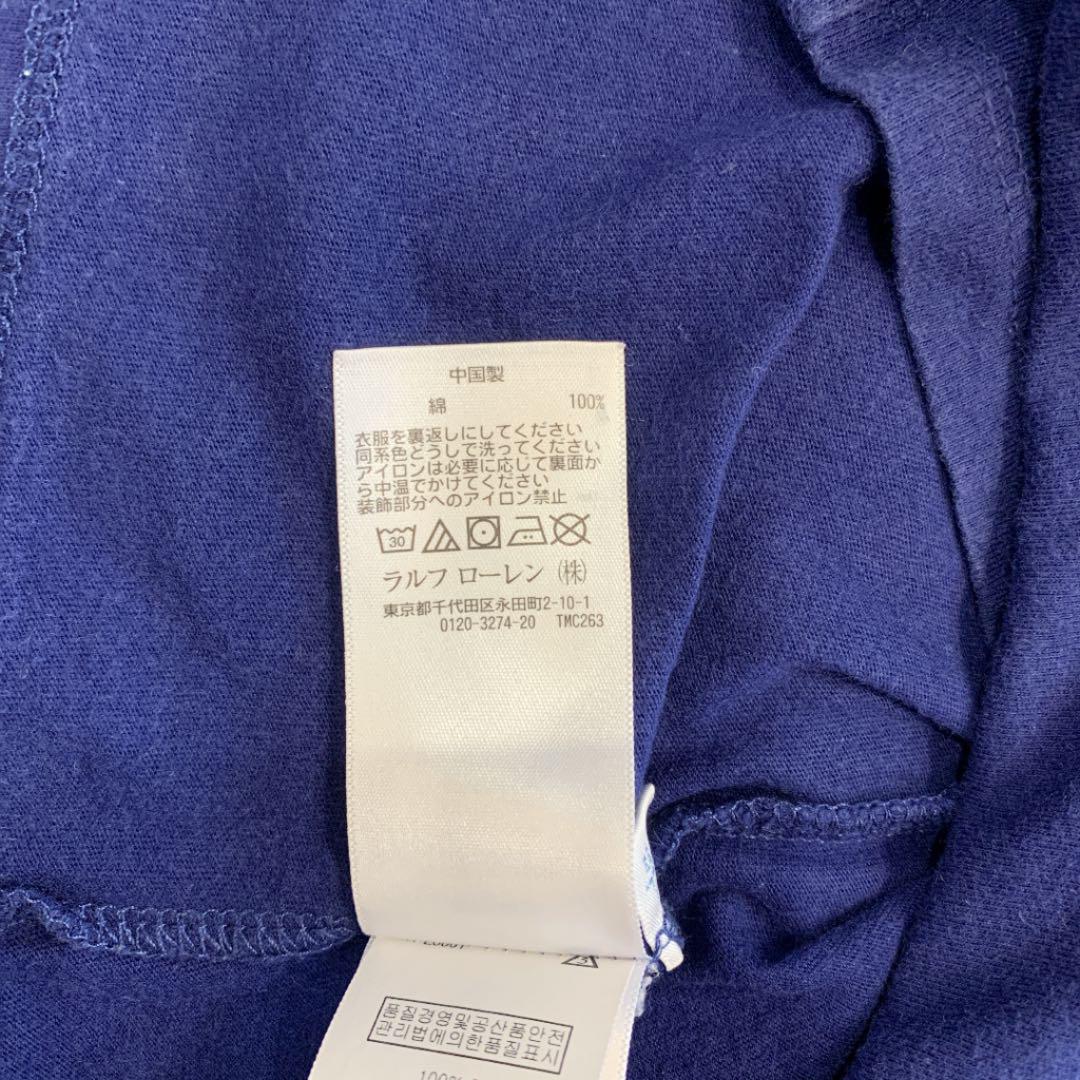 中国製
綿 100%
衣服を裏返しにしてください
同系色どうしで洗ってください
アイロンは必要に応じて裏面か
ら中温でかけてください
装飾部分へのアイロン禁止
30
ラルフ ローレン (株)
東京都千代田区永田町2-10-1
0120-3274-20 TMC263
품질경영및공산품안전
관리법에의한품질표시
100%